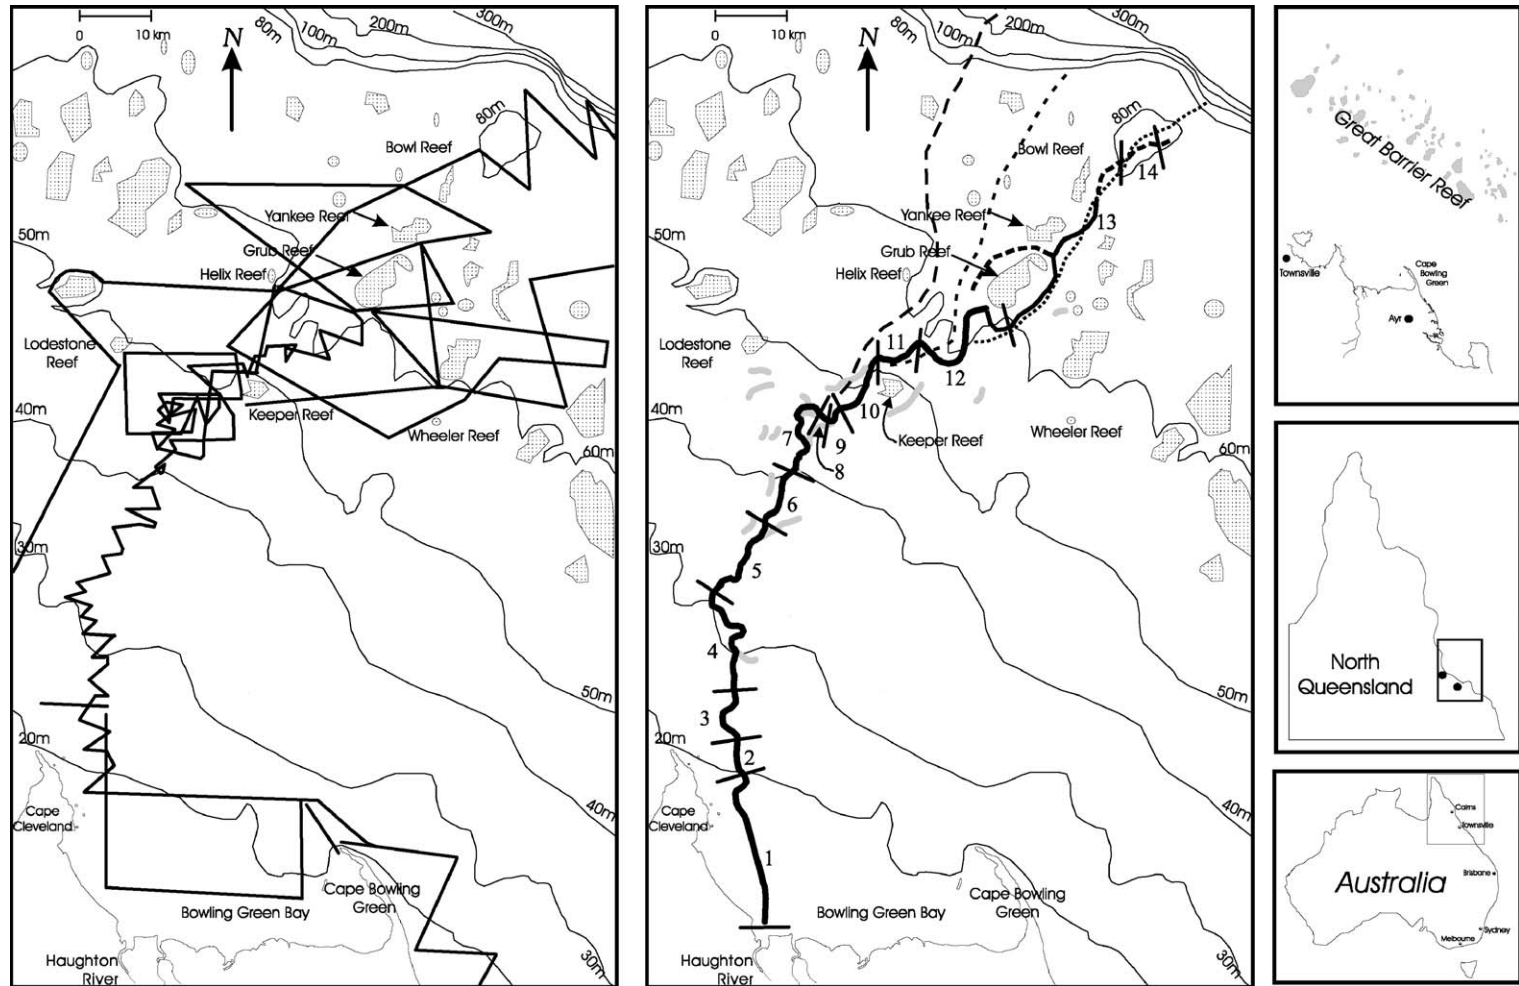 300m
200m
100m
80m
0
10 km
N
80m
Bowl Reef
Yankee Reef
50m
Grub Reef
Helix Reef
Lodestone
Reef
40m
Keeper Reef
Wheeler Reef
60m
30m
50m
20m
Cape
Cleveland
40m
Cape Bowling
Green
Bowling Green Bay
Haughton
River
30m
300m
200m
100m
80m
0
10 km
N
80m
Bowl Reef
14
Yankee Reef
13
50m
Grub Reef
Helix Reef
Lodestone
Reef
11
12
40m
10
Keeper Reef
Wheeler Reef
7
9
8
60m
6
30m
5
4
50m
3
20m
2
Cape
Cleveland
40m
1
Cape Bowling
Green
Bowling Green Bay
Haughton
River
30m
Great Barrier Reef
Townsville
Cape
Bowling
Green
Ayr
North
Queensland
Cairns
Townsville
Brisbane
Australia
Sydney
Melbourne